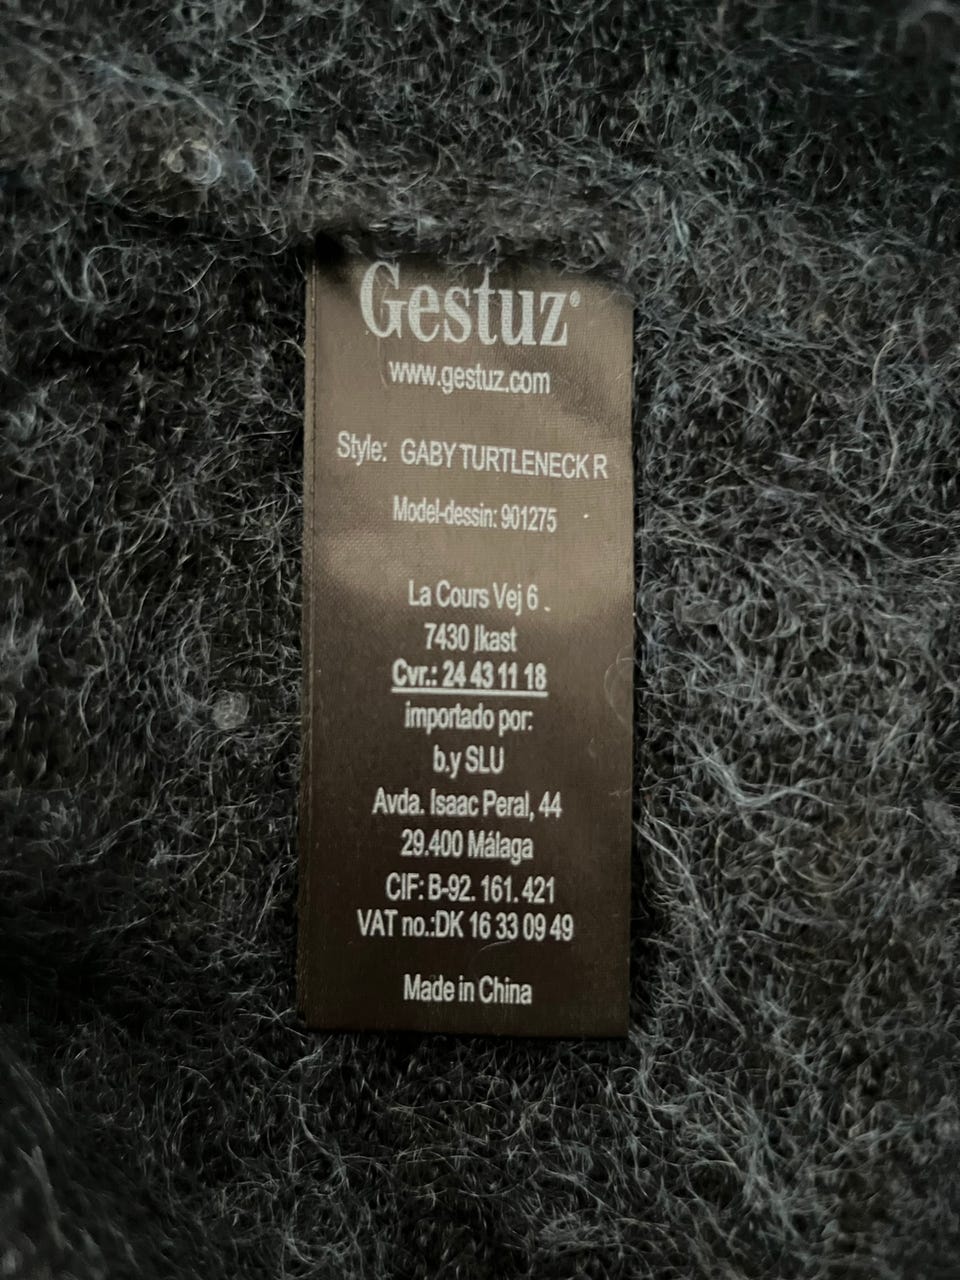 Gestuz®
www.gestuz.com
Style: GABY TURTLENECK R
Model-dessin: 901275
La Cours Vej 6
7430 Ikast
Cvr.: 24 43 11 18
importado por:
b.y SLU
Avda. Isaac Peral, 44
29.400 Málaga
CIF: B-92. 161. 421
VAT no.:DK 16 33 09 49
Made in China